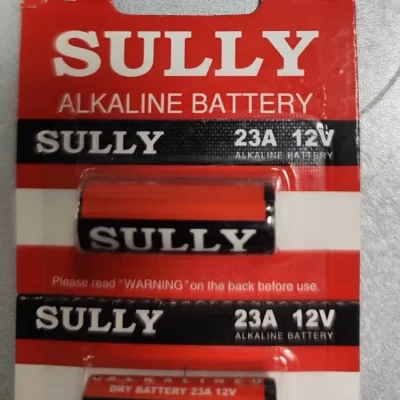 SULLY
ALKALINE BATTERY
SULLY 23A 12V
ALKALINE BATTERY
SULLY
Please read "WARNING" on the back before use.
SULLY 23A 12V
ALKALINE BATTERY
DRY BATTERY 23A 12V